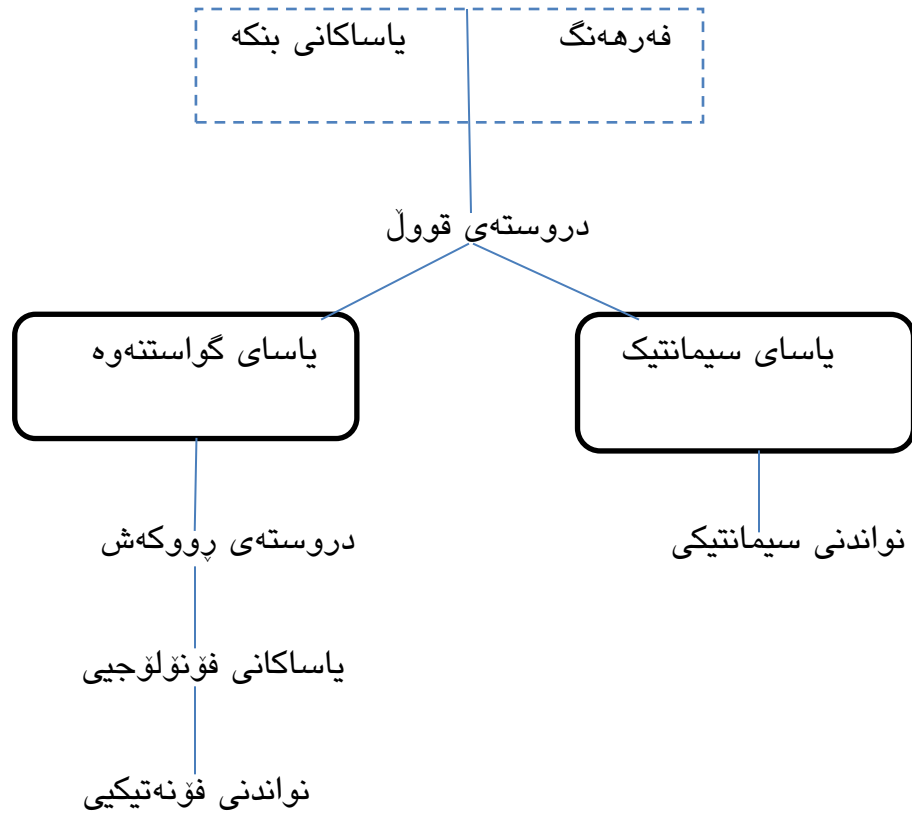 فەرهەنگ
یاساکانی بنکە
دروستەی قووڵ
یاسای سیمانتیک
یاسای گواستنەوە
نواندنی سیمانتیکی
دروستەی ڕووکەش
یاساکانی فۆنۆلۆجیی
نواندنی فۆنەتیکیی